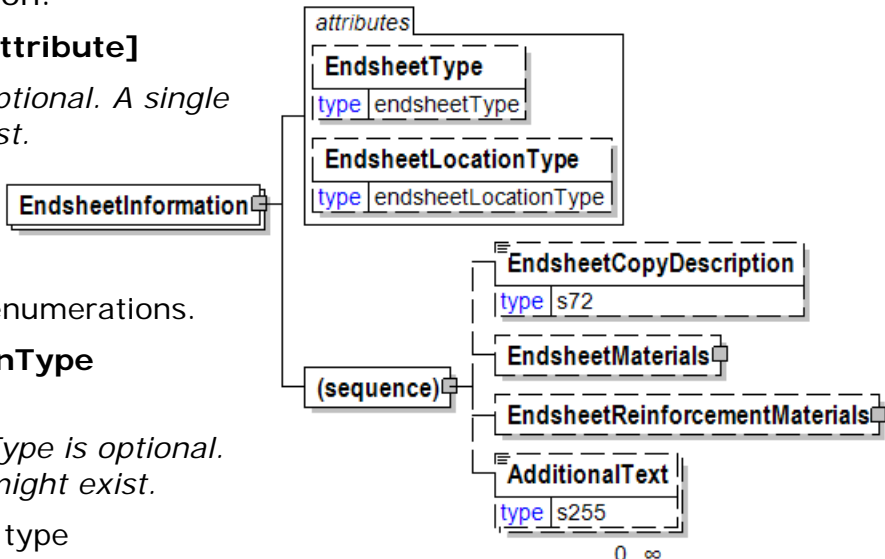 on.
ttribute]
ptional. A single
st.
enumerations.
nType
Type is optional.
might exist.
type
attributes
EndsheetType
type endsheetType
EndsheetLocationType
type endsheetLocationType
EndsheetInformation
(sequence)
EndsheetCopyDescription
type s72
EndsheetMaterials
EndsheetReinforcementMaterials
AdditionalText
type s255
0 ∞